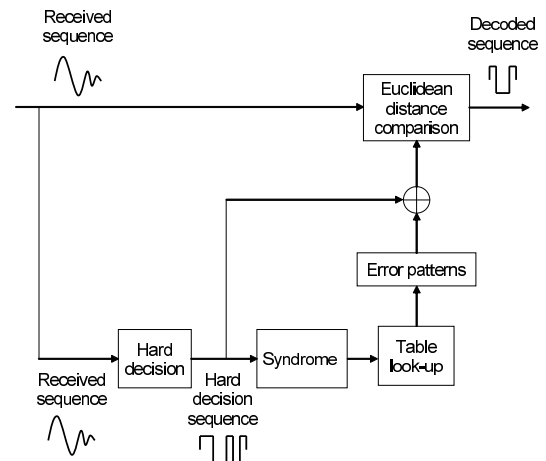 Received
sequence
Decoded
sequence
Euclidean
distance
comparison
Error patterns
Hard
decision
Syndrome
Table
look-up
Received
sequence
Hard
decision
sequence